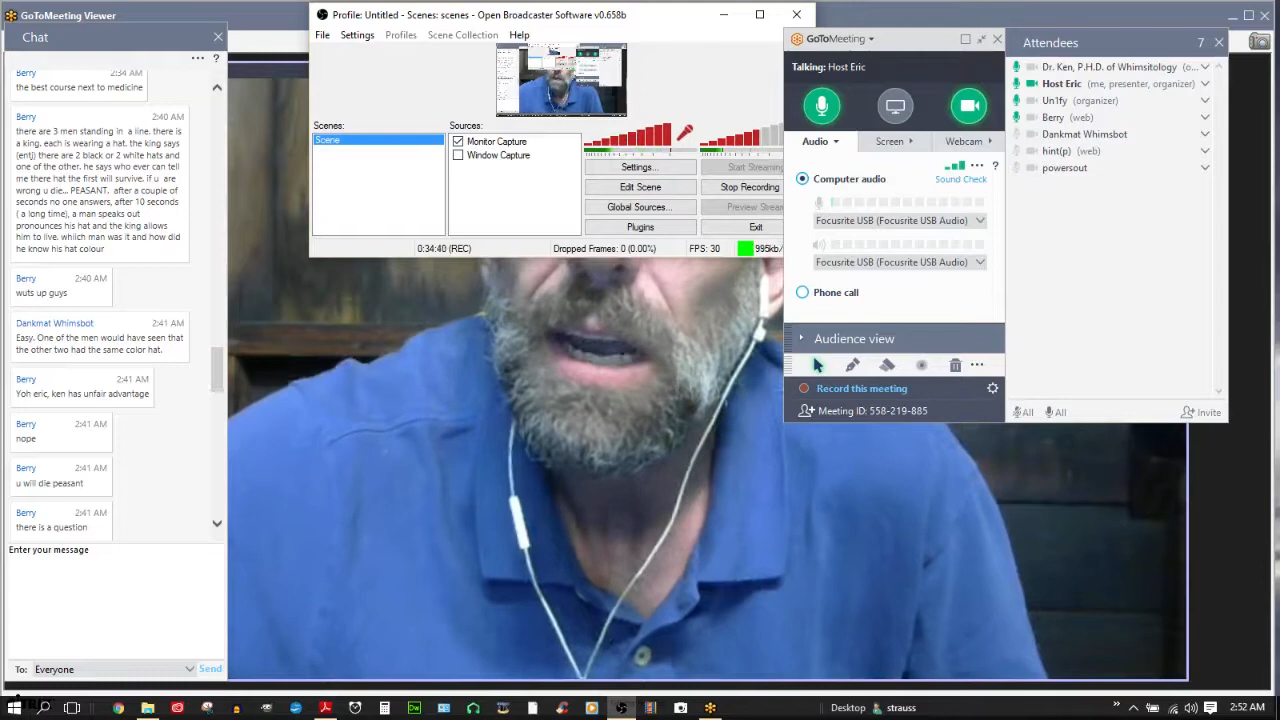 GoToMeeting Viewer
Chat
Berry 2:34 AM
the best course next to medicine
Berry 2:40 AM
there are 3 men standing in a line. there is
a king. each is wearing a hat. the king says
(em) there are 2 black or 2 white hats and
one of the other. he says who ever can tell
me their hat colour first will survive. if u are
wrong u die... PEASANT. after a couple of
seconds no one answers, after 10 seconds
( a long time), 1 man speaks out
pronounces his hat and the king allows
him to live. whiich man was it and how did
he know his hat colour
Berry 2:40 AM
wuts up guys
Dankmat Whimsbot 2:41 AM
Easy. One of the men would have seen that
the other two had the same color hat.
Berry 2:41 AM
Yoh eric, ken has unfair advantage
Berry 2:41 AM
nope
Berry 2:41 AM
u will die peasant
Berry 2:41 AM
there is a question
Enter your message
To: Everyone Send
Profile: Untitled - Scenes: scenes - Open Broadcaster Software v0.658b
File Settings Profiles Scene Collection Help
Scenes: Sources:
Scene
Monitor Capture
Window Capture
Settings... Start Streaming
Edit Scene Stop Recording
Global Sources... Preview Stream
Plugins Exit
0:34:40 (REC) Dropped Frames: 0 (0.00%) FPS: 30 995kb/
GoToMeeting
Talking: Host Eric
Audio Screen Webcam
Computer audio Sound Check
Focusrite USB (Focusrite USB Audio)
Focusrite USB (Focusrite USB Audio)
Phone call
Audience view
Record this meeting
Meeting ID: 558-219-885
Attendees 7
Dr. Ken, P.H.D. of Whimsitology (o...
Host Eric (me, presenter, organizer)
Un1fy (organizer)
Berry (web)
Dankmat Whimsbot
hint(p) (web)
powersout
All All Invite
Desktop strauss 2:52 AM